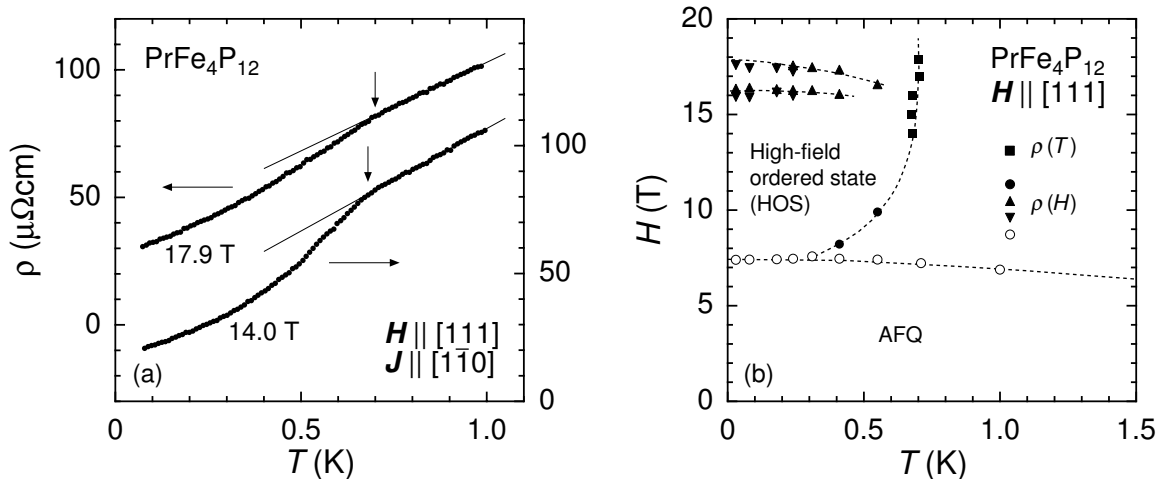 PrFe₄P₁₂
100
50
0
ρ (μΩcm)
17.9 T
14.0 T
H || [111]
J || [11̄0]
(a)
100
50
0
0
0.5
1.0
T (K)
20
15
10
5
0
H (T)
PrFe₄P₁₂
H || [111]
ρ (T)
ρ (H)
High-field
ordered state
(HOS)
AFQ
(b)
0
0.5
1.0
1.5
T (K)